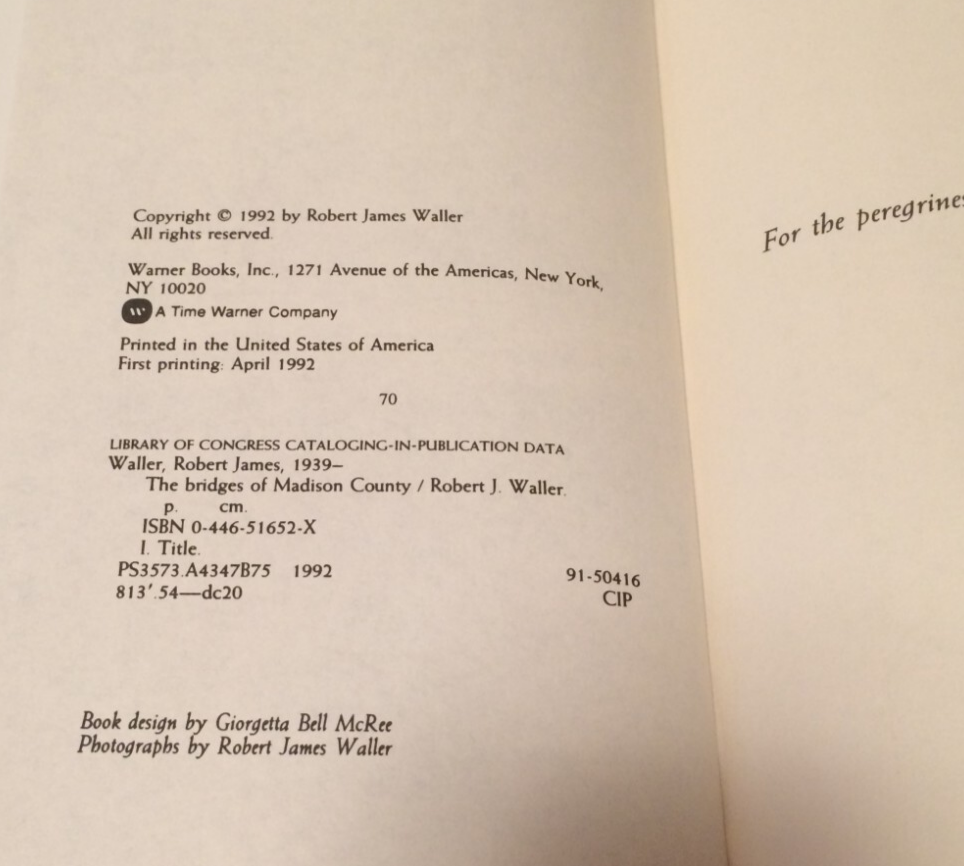 Copyright © 1992 by Robert James Waller
All rights reserved.
Warner Books, Inc., 1271 Avenue of the Americas, New York,
NY 10020
W A Time Warner Company
Printed in the United States of America
First printing: April 1992
70
LIBRARY OF CONGRESS CATALOGING-IN-PUBLICATION DATA
Waller, Robert James, 1939–
The bridges of Madison County / Robert J. Waller.
p. cm.
ISBN 0-446-51652-X
I. Title.
PS3573.A4347B75 1992 91-50416
813'.54—dc20 CIP
Book design by Giorgetta Bell McRee
Photographs by Robert James Waller
For the peregrines